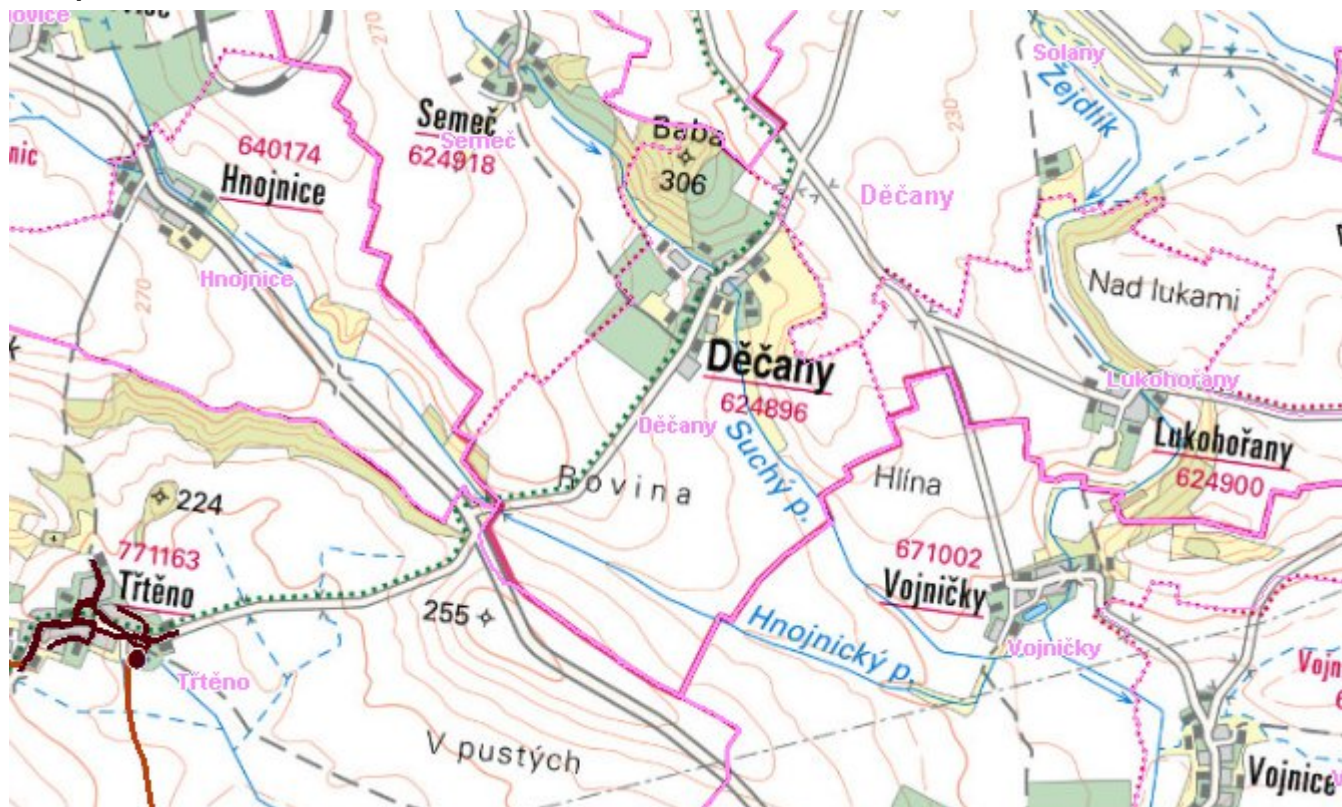 Solany
Žejdlík
270
Semeč
Semeč
624918
Baba
306
230
640174
Hnojnice
Děčany
Hnojnice
270
Nad lukami
Děčany
624896
Děčany
Lukohořany
Lukohořany
624900
Suchý p.
Rovina
Hlína
224
771163
Třtěno
671002
Vojničky
255
Hnojnický p.
Vojničky
Třtěno
V pustých
Vojnice